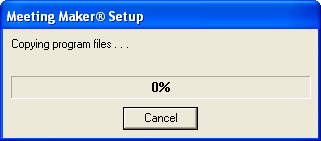 Meeting Maker® Setup
Copying program files . . .
0%
Cancel